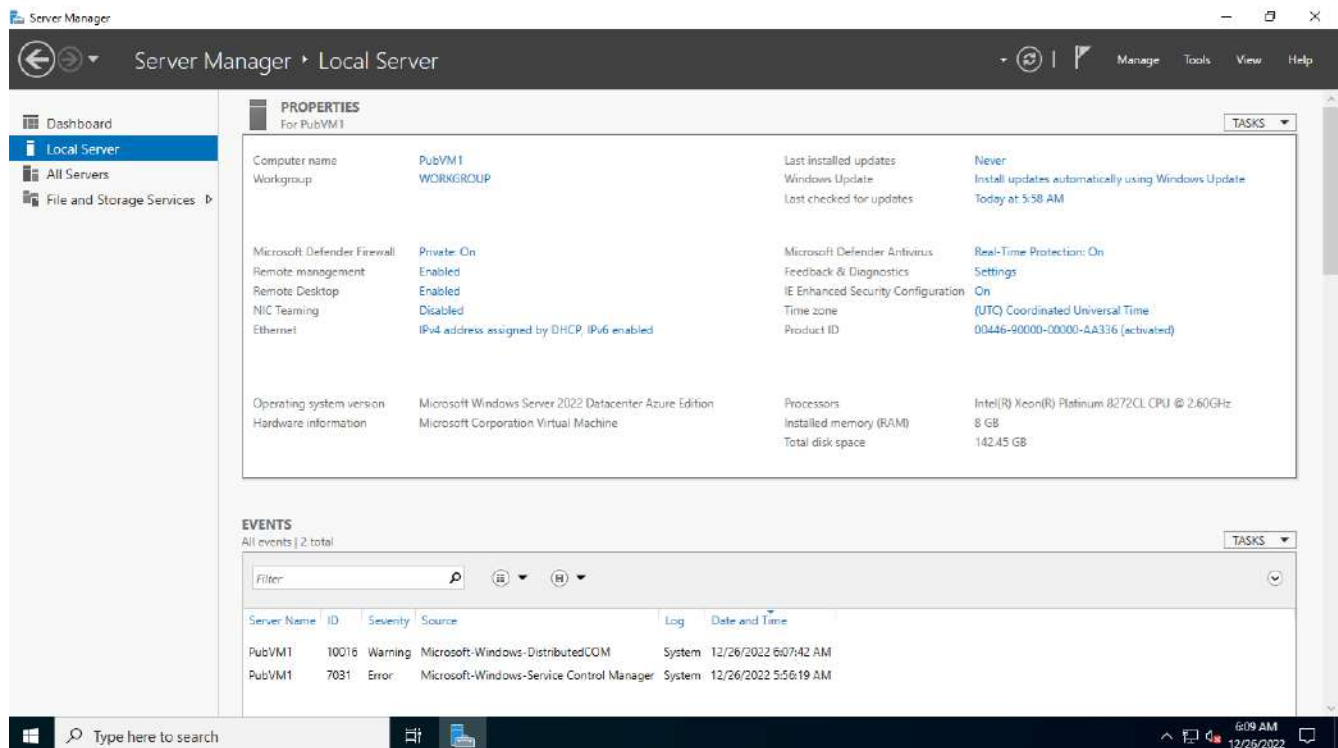 Server Manager
Server Manager ‣ Local Server
Manage Tools View Help
Dashboard
Local Server
All Servers
File and Storage Services
PROPERTIES
For PubVM1
TASKS
Computer name PubVM1
Workgroup WORKGROUP
Last installed updates Never
Windows Update Install updates automatically using Windows Update
Last checked for updates Today at 5:58 AM
Microsoft Defender Firewall Private: On
Remote management Enabled
Remote Desktop Enabled
NIC Teaming Disabled
Ethernet IPv4 address assigned by DHCP, IPv6 enabled
Microsoft Defender Antivirus Real-Time Protection: On
Feedback & Diagnostics Settings
IE Enhanced Security Configuration On
Time zone (UTC) Coordinated Universal Time
Product ID 00446-90000-00000-AA336 (activated)
Operating system version Microsoft Windows Server 2022 Datacenter Azure Edition
Hardware information Microsoft Corporation Virtual Machine
Processors Intel(R) Xeon(R) Platinum 8272CL CPU @ 2.60GHz
Installed memory (RAM) 8 GB
Total disk space 142.45 GB
EVENTS
All events | 2 total
TASKS
Filter
Server Name ID Severity Source Log Date and Time
PubVM1 10016 Warning Microsoft-Windows-DistributedCOM System 12/26/2022 6:07:42 AM
PubVM1 7031 Error Microsoft-Windows-Service Control Manager System 12/26/2022 5:56:19 AM
Type here to search
6:09 AM
12/26/2022